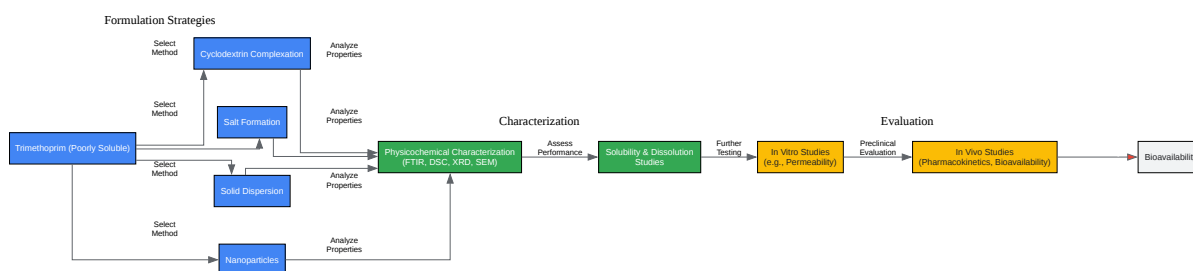 Formulation Strategies
Select
Method
Cyclodextrin Complexation
Analyze
Properties
Select
Method
Salt Formation
Analyze
Properties
Trimethoprim (Poorly Soluble)
Select
Method
Solid Dispersion
Analyze
Properties
Select
Method
Nanoparticles
Analyze
Properties
Characterization
Physicochemical Characterization
(FTIR, DSC, XRD, SEM)
Assess
Performance
Solubility & Dissolution
Studies
Further
Testing
Evaluation
In Vitro Studies
(e.g., Permeability)
Preclinical
Evaluation
In Vivo Studies
(Pharmacokinetics, Bioavailability)
Bioavailabilit